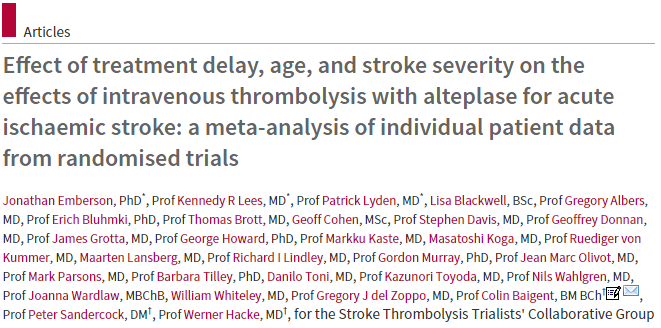 Articles
Effect of treatment delay, age, and stroke severity on the
effects of intravenous thrombolysis with alteplase for acute
ischaemic stroke: a meta-analysis of individual patient data
from randomised trials
Jonathan Emberson, PhD*, Prof Kennedy R Lees, MD*, Prof Patrick Lyden, MD*, Lisa Blackwell, BSc, Prof Gregory Albers,
MD, Prof Erich Bluhmki, PhD, Prof Thomas Brott, MD, Geoff Cohen, MSc, Prof Stephen Davis, MD, Prof Geoffrey Donnan,
MD, Prof James Grotta, MD, Prof George Howard, PhD, Prof Markku Kaste, MD, Masatoshi Koga, MD, Prof Ruediger von
Kummer, MD, Maarten Lansberg, MD, Prof Richard I Lindley, MD, Prof Gordon Murray, PhD, Prof Jean Marc Olivot, MD,
Prof Mark Parsons, MD, Prof Barbara Tilley, PhD, Danilo Toni, MD, Prof Kazunori Toyoda, MD, Prof Nils Wahlgren, MD,
Prof Joanna Wardlaw, MBChB, William Whiteley, MD, Prof Gregory J del Zoppo, MD, Prof Colin Baigent, BM BCh†,
Prof Peter Sandercock, DM†, Prof Werner Hacke, MD†, for the Stroke Thrombolysis Trialists' Collaborative Group